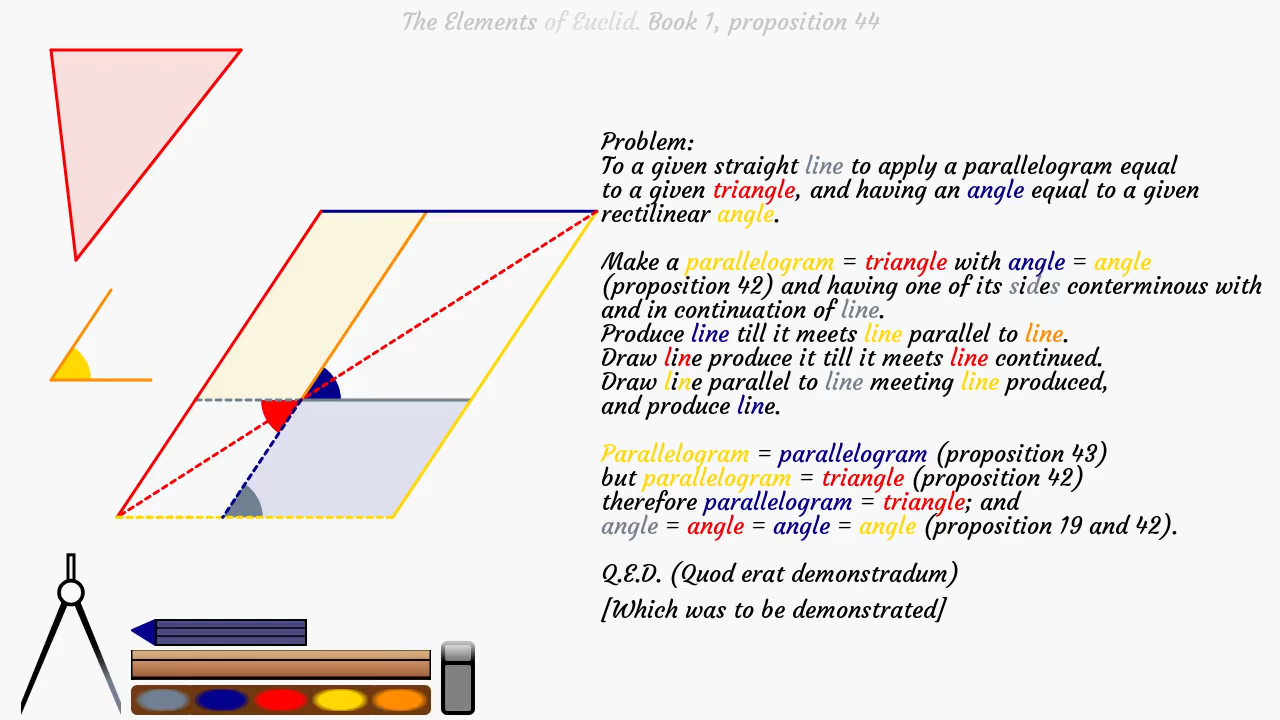 The Elements of Euclid. Book 1, proposition 44
Problem:
To a given straight line to apply a parallelogram equal
to a given triangle, and having an angle equal to a given
rectilinear angle.
Make a parallelogram = triangle with angle = angle
(proposition 42) and having one of its sides conterminous with
and in continuation of line.
Produce line till it meets line parallel to line.
Draw line produce it till it meets line continued.
Draw line parallel to line meeting line produced,
and produce line.
Parallelogram = parallelogram (proposition 43)
but parallelogram = triangle (proposition 42)
therefore parallelogram = triangle; and
angle = angle = angle = angle (proposition 19 and 42).
Q.E.D. (Quod erat demonstradum)
[Which was to be demonstrated]